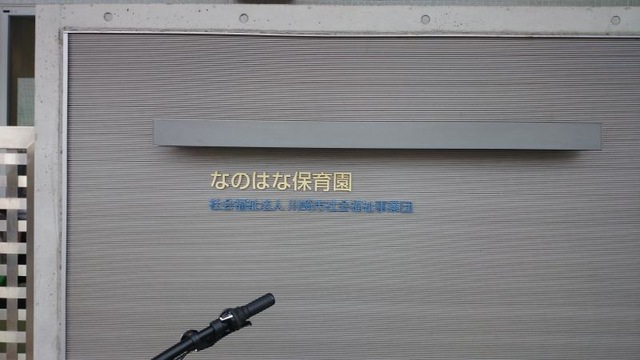 なのはな保育園
社会福祉法人 川崎市社会福祉事業団